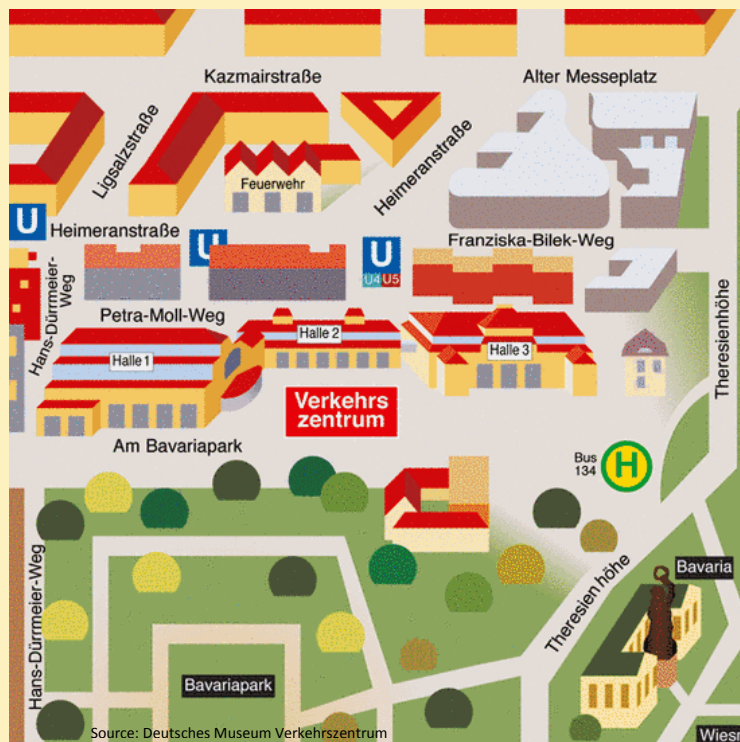 Kazmairstraße
Alter Messeplatz
Ligsalzstraße
Feuerwehr
Heimeranstraße
U
Heimeranstraße
U
U
U4 U5
Franziska-Bilek-Weg
Hans-Dürrmeier-
Weg
Petra-Moll-Weg
Halle 1
Halle 2
Halle 3
Theresienhöhe
Verkehrs
zentrum
Am Bavariapark
Bus
134
H
Hans-Dürrmeier-Weg
Theresien höhe
Bavaria
Bavariapark
Source: Deutsches Museum Verkehrszentrum
Wiesn